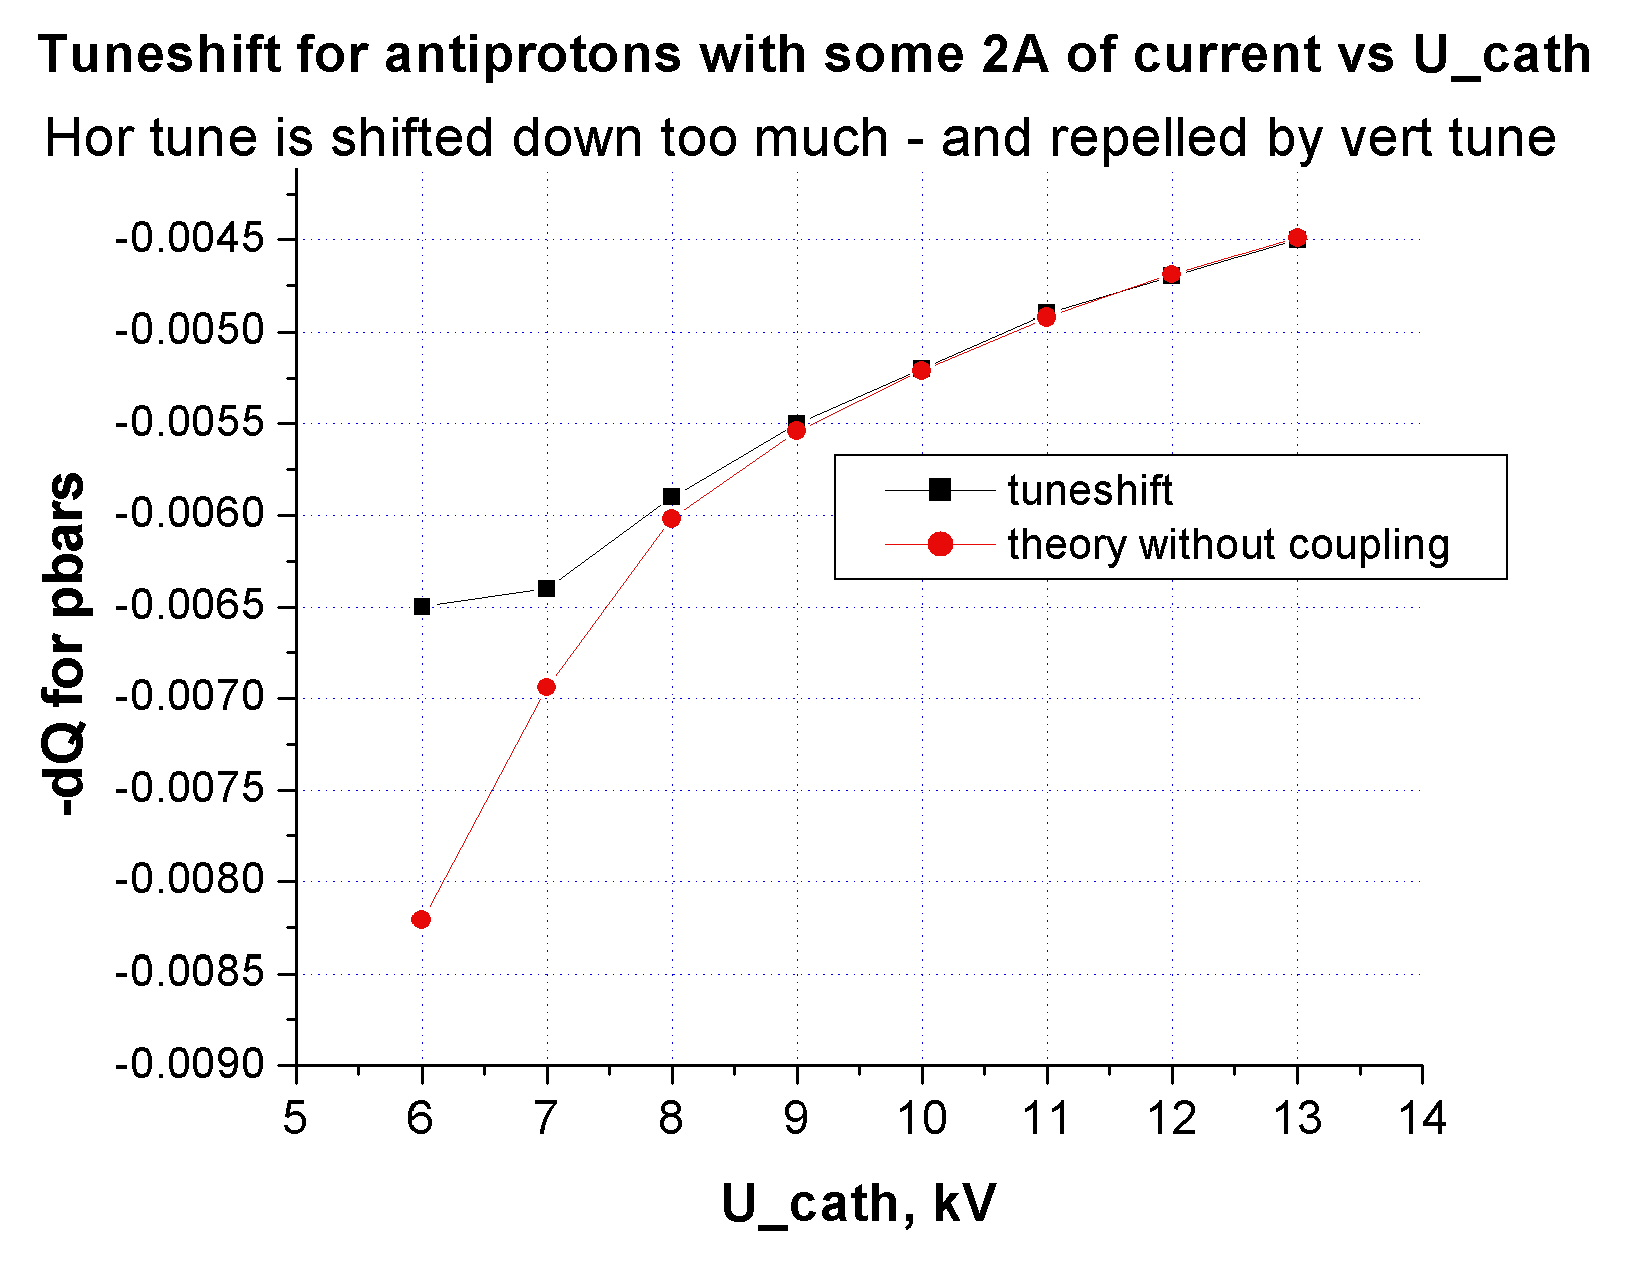 Tuneshift for antiprotons with some 2A of current vs U_cath
Hor tune is shifted down too much - and repelled by vert tune
-0.0045
-0.0050
-0.0055
-0.0060
-0.0065
-0.0070
-0.0075
-0.0080
-0.0085
-0.0090
-dQ for pbars
tuneshift
theory without coupling
5 6 7 8 9 10 11 12 13 14
U_cath, kV